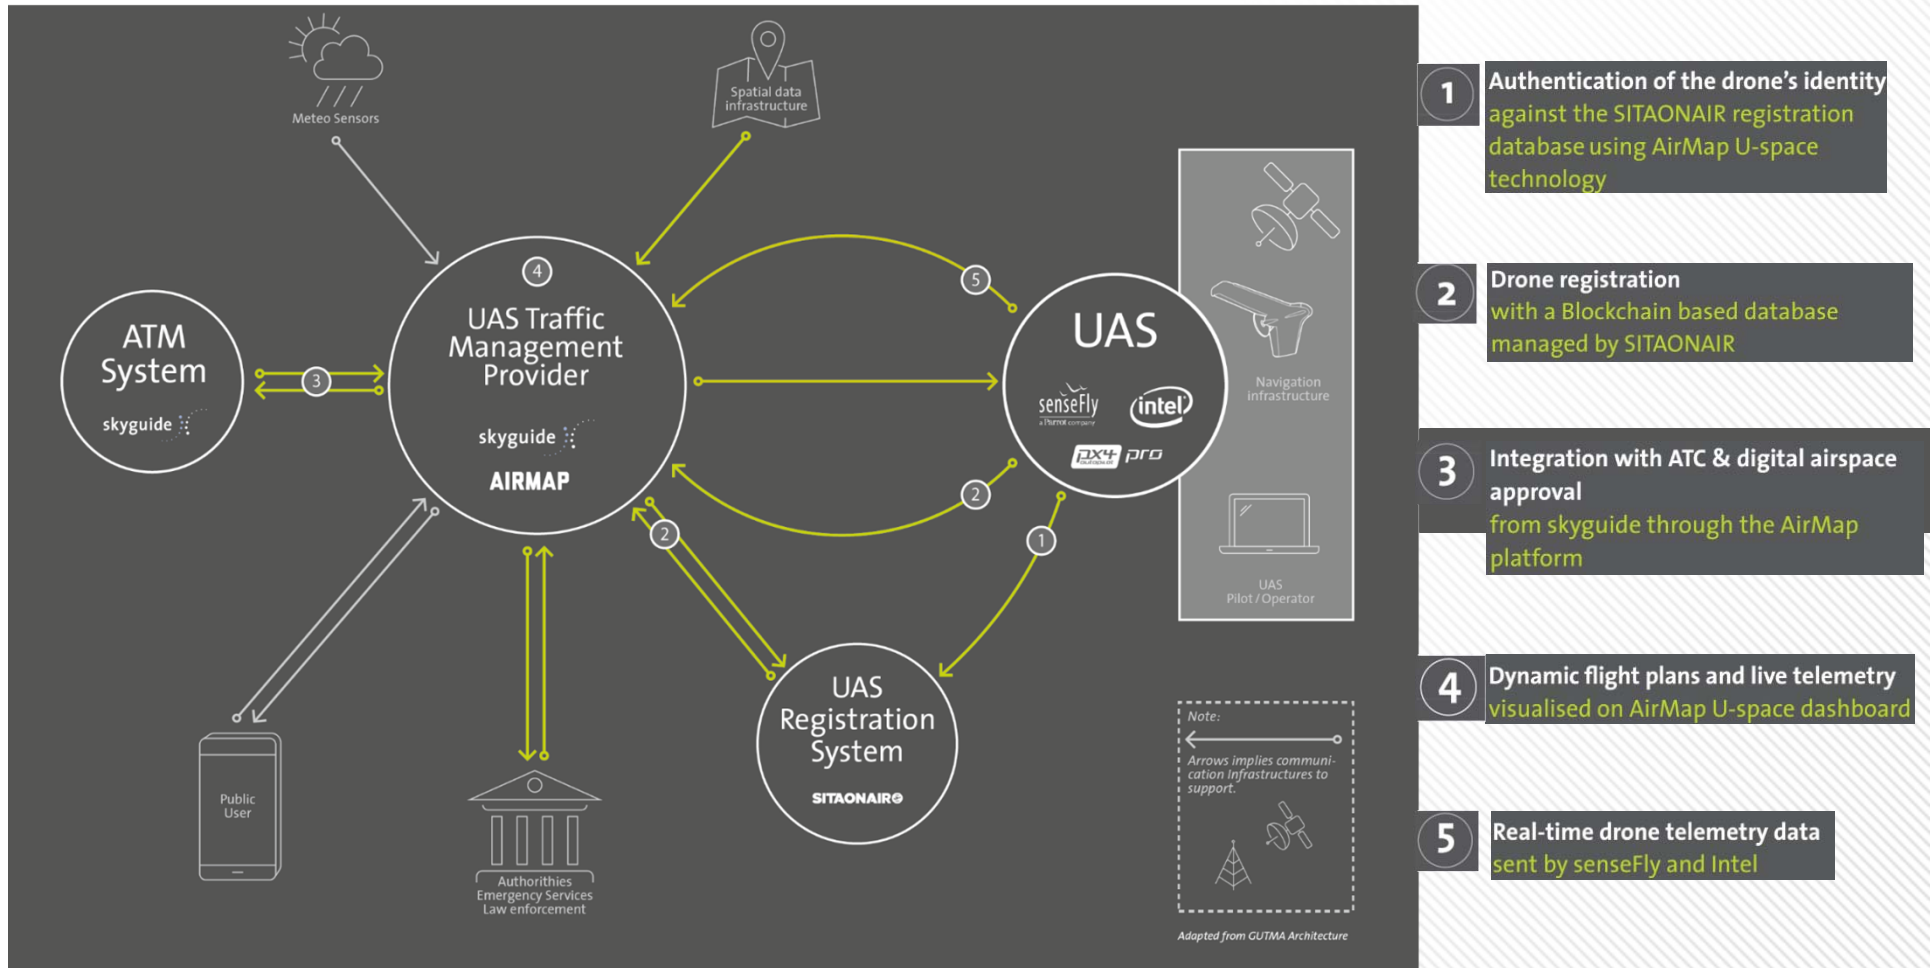 Meteo Sensors
Spatial data
infrastructure
4
UAS Traffic
Management
Provider
skyguide
AIRMAP
ATM
System
skyguide
3
5
UAS
senseFly
a Parrot company
intel
px4
autopilot
pro
2
2
1
Navigation
infrastructure
UAS
Pilot / Operator
UAS
Registration
System
SITAONAIR
Public
User
Authorithies
Emergency Services
Law enforcement
Note:
Arrows implies communi-
cation Infrastructures to
support.
Adapted from GUTMA Architecture
1
Authentication of the drone's identity
against the SITAONAIR registration
database using AirMap U-space
technology
2
Drone registration
with a Blockchain based database
managed by SITAONAIR
3
Integration with ATC & digital airspace
approval
from skyguide through the AirMap
platform
4
Dynamic flight plans and live telemetry
visualised on AirMap U-space dashboard
5
Real-time drone telemetry data
sent by senseFly and Intel